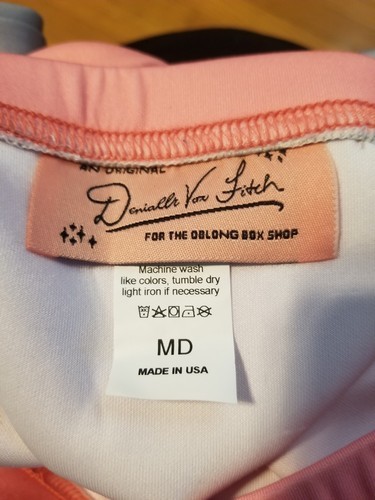 AN ORIGINAL
Danielle Von Fitch
FOR THE OBLONG BOX SHOP
Machine wash
like colors, tumble dry
light iron if necessary
MD
MADE IN USA